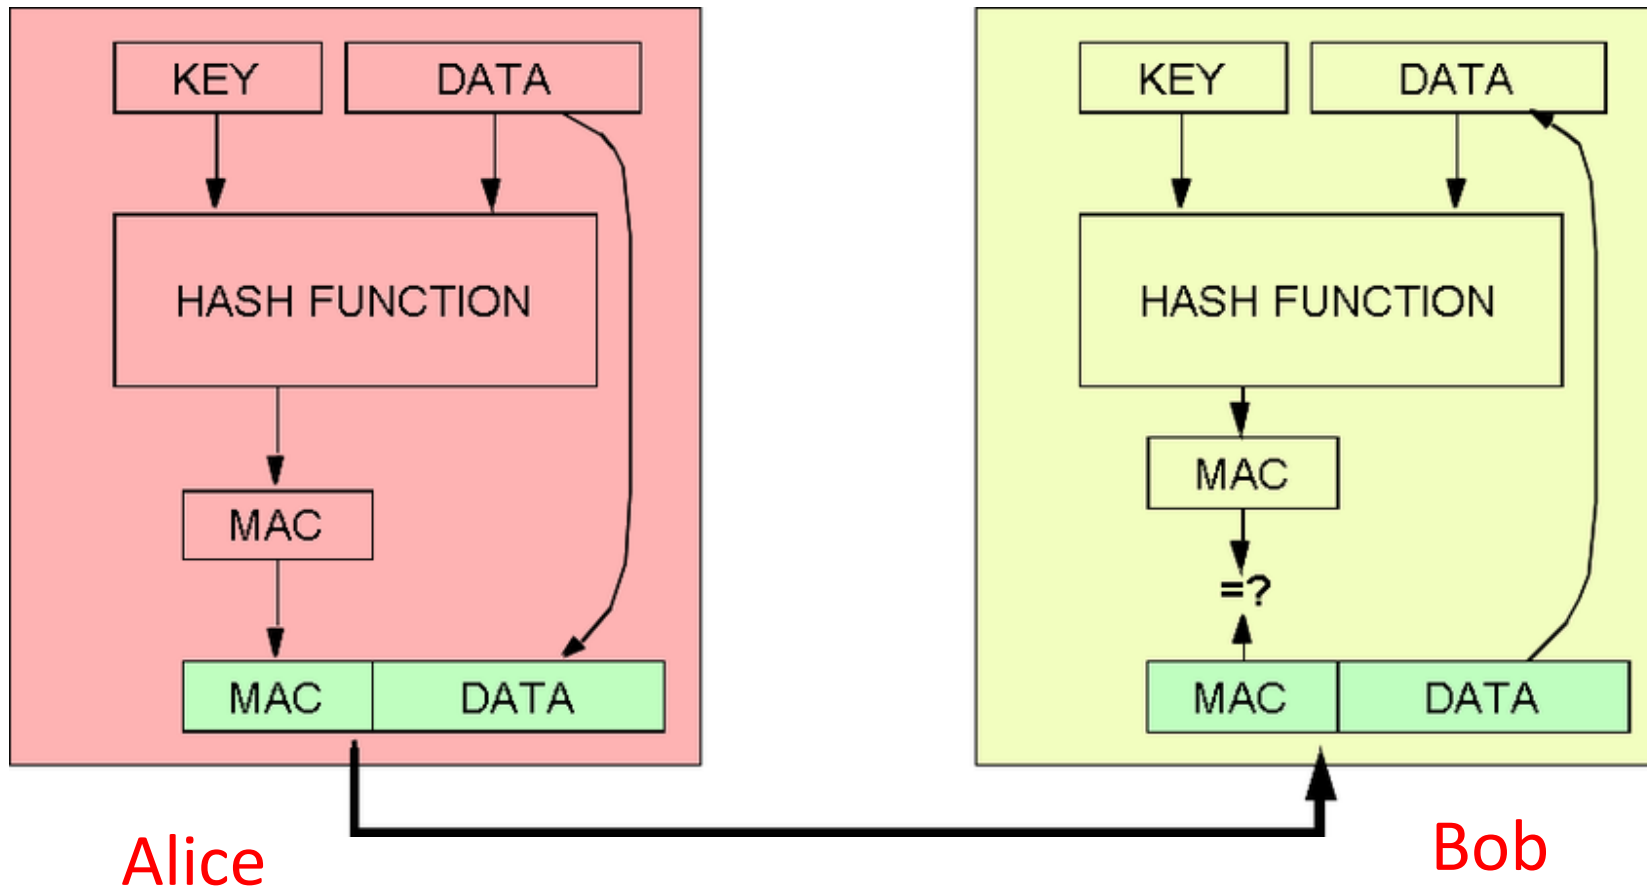 KEY
DATA
HASH FUNCTION
MAC
MAC
DATA
Alice
KEY
DATA
HASH FUNCTION
MAC
=?
MAC
DATA
Bob